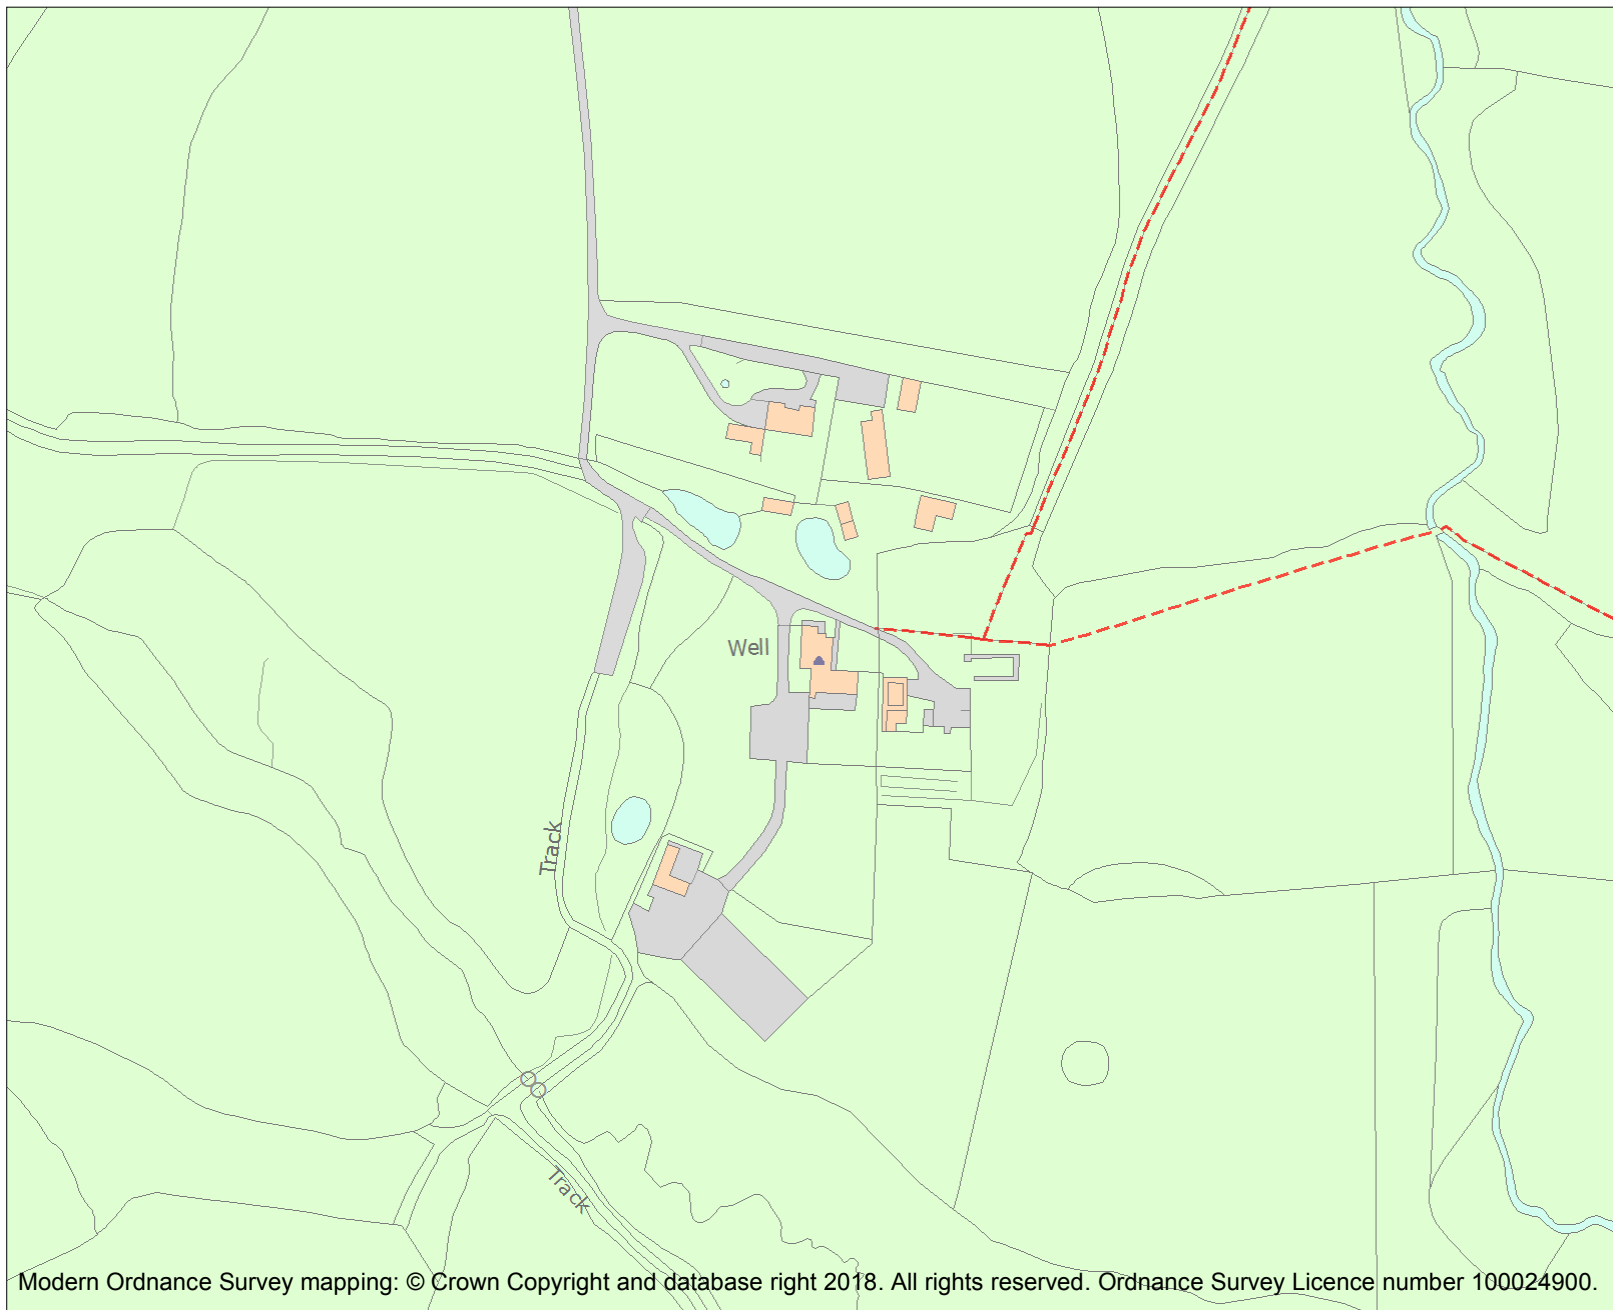 Well
Track
Track
Modern Ordnance Survey mapping: © Crown Copyright and database right 2018. All rights reserved. Ordnance Survey Licence number 100024900.